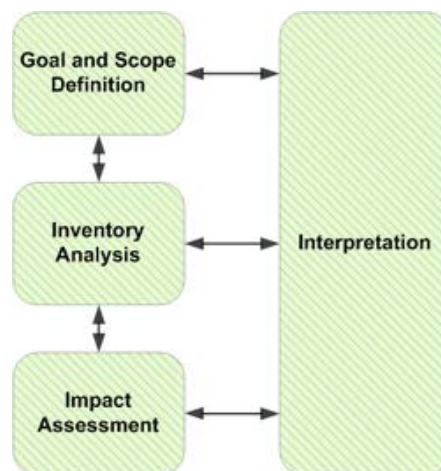 Goal and Scope
Definition
Inventory
Analysis
Interpretation
Impact
Assessment